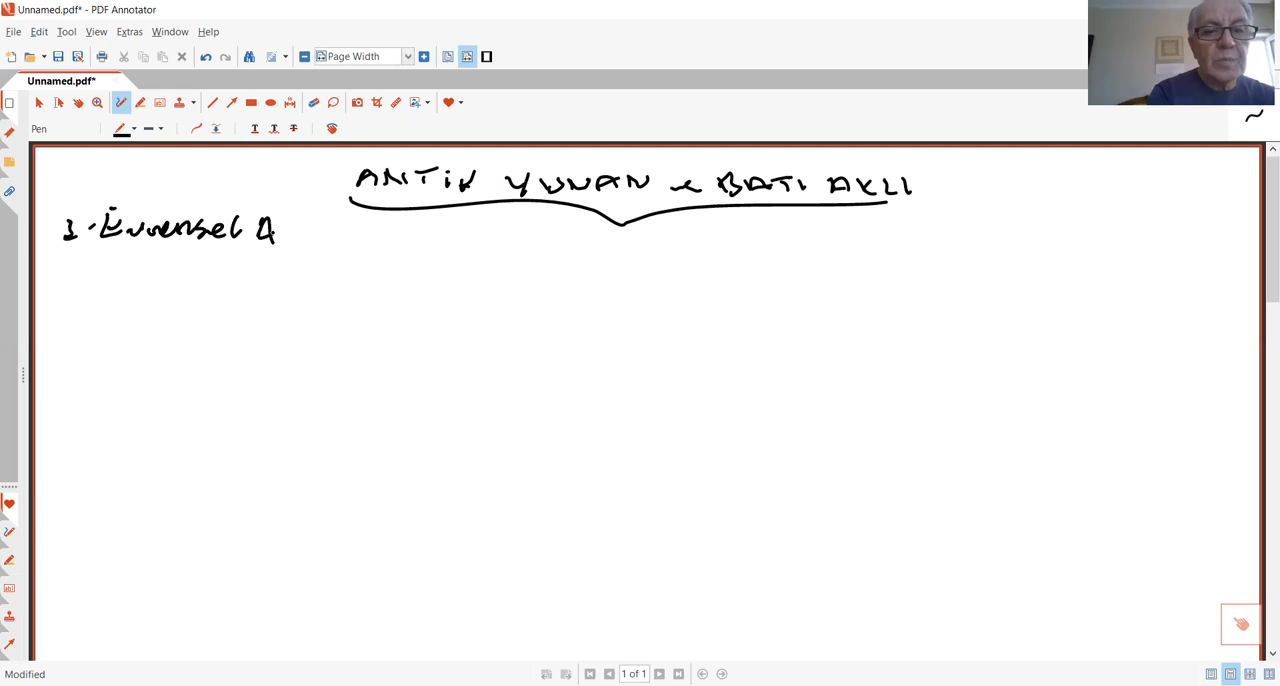 Unnamed.pdf* - PDF Annotator
File Edit Tool View Extras Window Help
Page Width
Unnamed.pdf*
Pen
ANTİK YUNAN ve BATI AKLI
1. Evrensel A
1 of 1
Modified